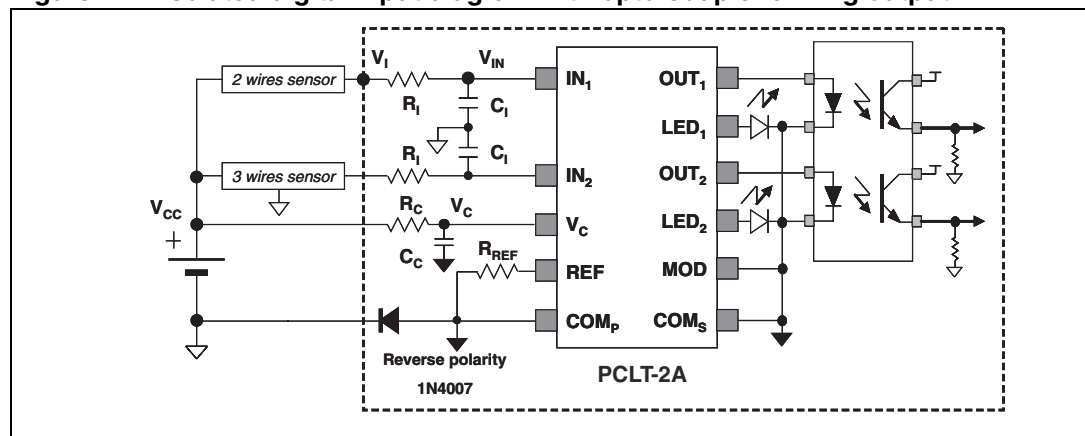 V_I
V_IN
2 wires sensor
R_I
C_I
IN_1
OUT_1
LED_1
C_I
R_I
3 wires sensor
IN_2
OUT_2
V_CC
+
R_C
V_C
V_C
LED_2
C_C
R_REF
REF
MOD
COM_P
COM_S
Reverse polarity
1N4007
PCLT-2A